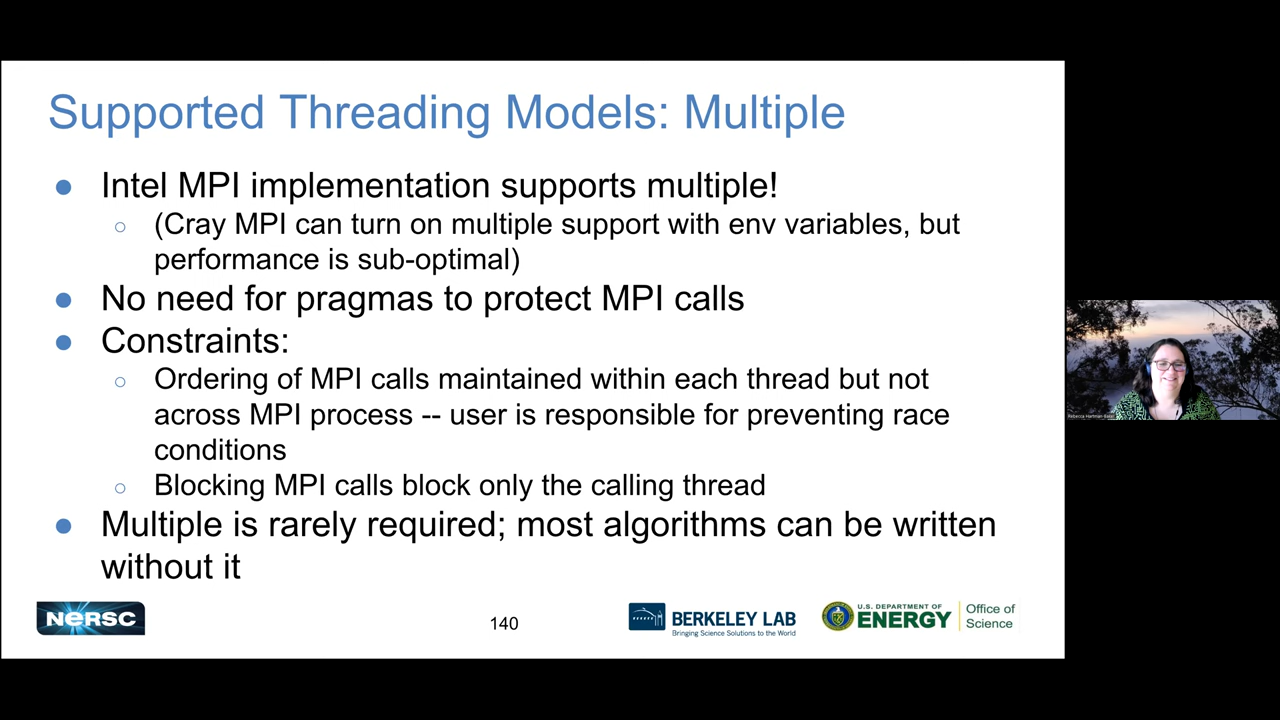 Supported Threading Models: Multiple
● Intel MPI implementation supports multiple!
○ (Cray MPI can turn on multiple support with env variables, but
performance is sub-optimal)
● No need for pragmas to protect MPI calls
● Constraints:
○ Ordering of MPI calls maintained within each thread but not
across MPI process -- user is responsible for preventing race
conditions
○ Blocking MPI calls block only the calling thread
● Multiple is rarely required; most algorithms can be written
without it
NERSC
140
BERKELEY LAB
Bringing Science Solutions to the World
U.S. DEPARTMENT OF
ENERGY
Office of
Science
Rebecca Hartman-Baker